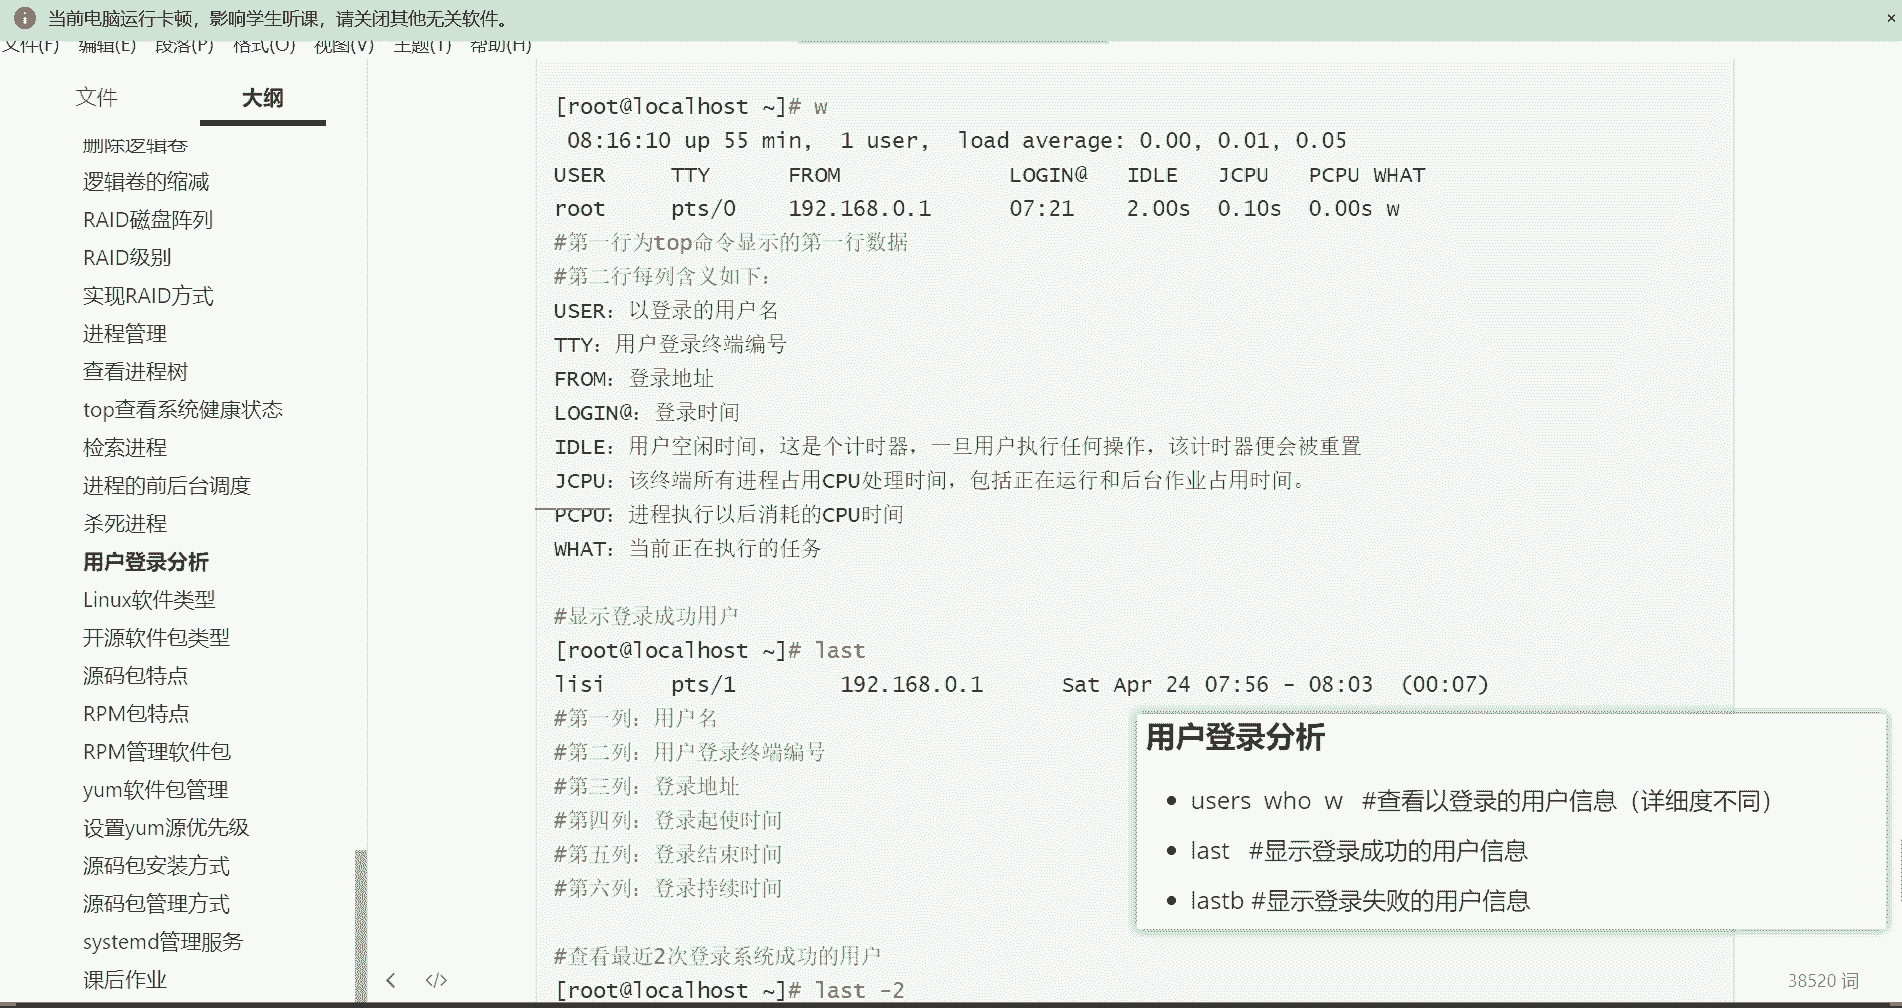 当前电脑运行卡顿，影响学生听课，请关闭其他无关软件。
×
文件(F) 编辑(E) 段落(P) 格式(O) 视图(V) 主题(T) 帮助(H)
文件 大纲
删除逻辑卷
逻辑卷的缩减
RAID磁盘阵列
RAID级别
实现RAID方式
进程管理
查看进程树
top查看系统健康状态
检索进程
进程的前后台调度
杀死进程
用户登录分析
Linux软件类型
开源软件包类型
源码包特点
RPM包特点
RPM管理软件包
yum软件包管理
设置yum源优先级
源码包安装方式
源码包管理方式
systemd管理服务
课后作业
[root@localhost ~]# w
08:16:10 up 55 min,  1 user,  load average: 0.00, 0.01, 0.05
USER TTY FROM LOGIN@ IDLE JCPU PCPU WHAT
root pts/0 192.168.0.1 07:21 2.00s 0.10s 0.00s w
#第一行为top命令显示的第一行数据
#第二行每列含义如下：
USER：以登录的用户名
TTY：用户登录终端编号
FROM：登录地址
LOGIN@：登录时间
IDLE：用户空闲时间，这是个计时器，一旦用户执行任何操作，该计时器便会被重置
JCPU：该终端所有进程占用CPU处理时间，包括正在运行和后台作业占用时间。
PCPU：进程执行以后消耗的CPU时间
WHAT：当前正在执行的任务
#显示登录成功用户
[root@localhost ~]# last
lisi pts/1 192.168.0.1 Sat Apr 24 07:56 - 08:03 (00:07)
#第一列：用户名
#第二列：用户登录终端编号
#第三列：登录地址
#第四列：登录起使时间
#第五列：登录结束时间
#第六列：登录持续时间
#查看最近2次登录系统成功的用户
[root@localhost ~]# last -2
用户登录分析
• users who w #查看以登录的用户信息（详细度不同）
• last #显示登录成功的用户信息
• lastb #显示登录失败的用户信息
</> 38520 词